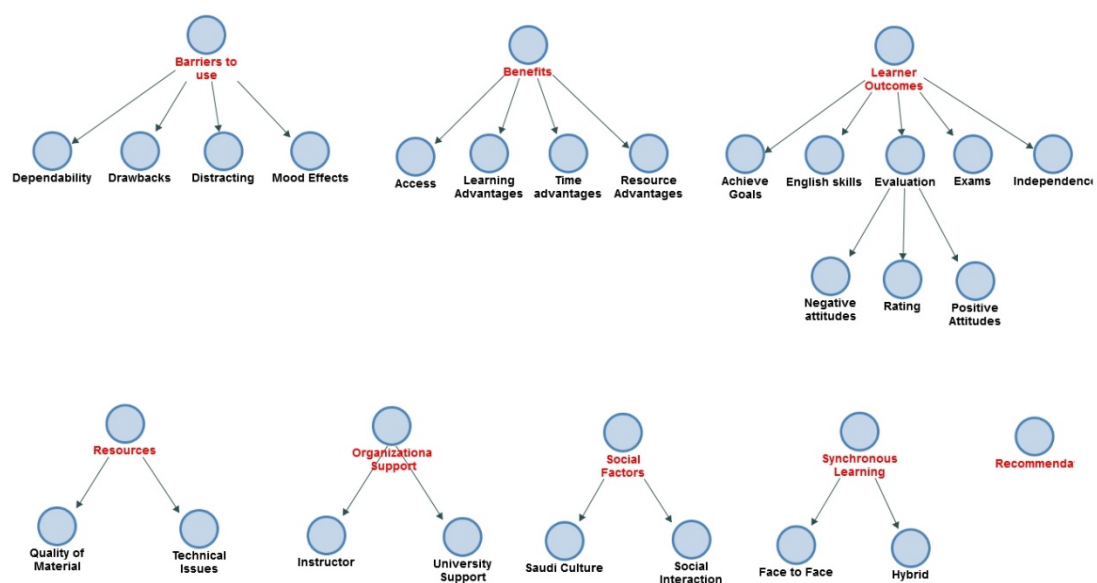 Barriers to
use
Benefits
Learner
Outcomes
Dependability
Drawbacks
Distracting
Mood Effects
Access
Learning
Advantages
Time
advantages
Resource
Advantages
Achieve
Goals
English skills
Evaluation
Exams
Independence
Negative
attitudes
Rating
Positive
Attitudes
Resources
Organizationa
Support
Social
Factors
Synchronous
Learning
Recommenda
Quality of
Material
Technical
Issues
Instructor
University
Support
Saudi Culture
Social
Interaction
Face to Face
Hybrid